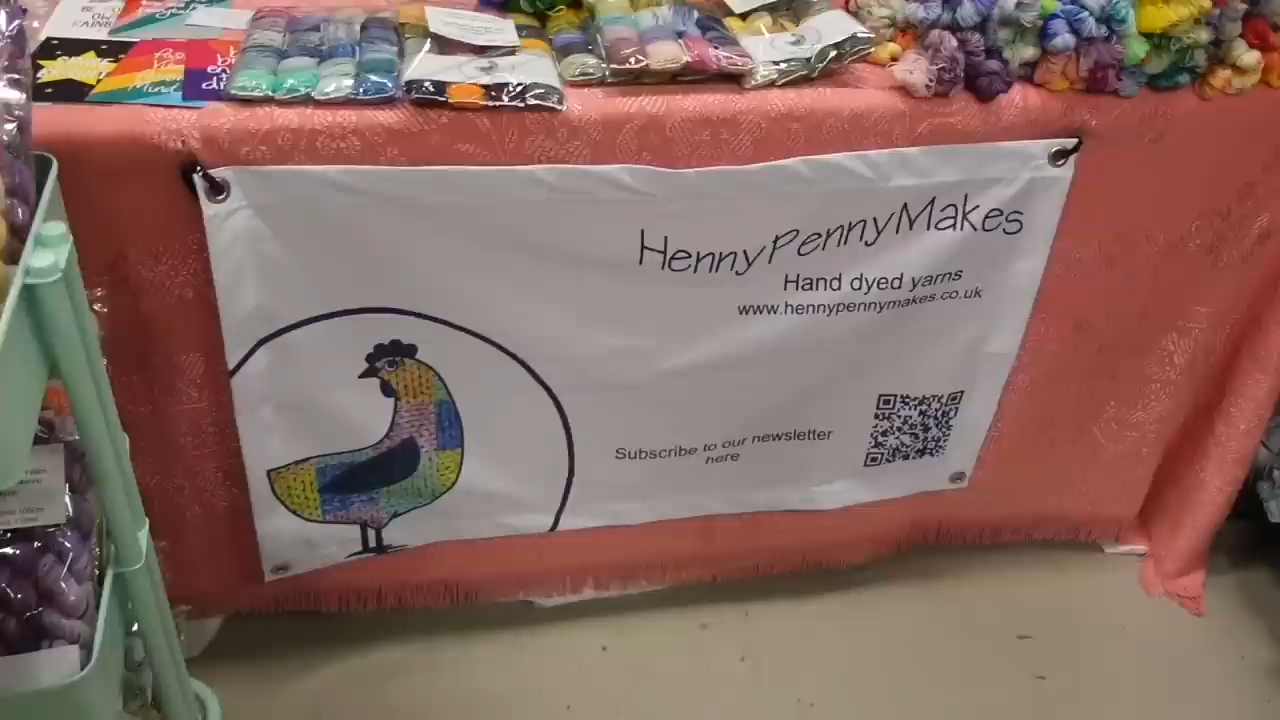 HennyPennyMakes
Hand dyed yarns
www.hennypennymakes.co.uk
Subscribe to our newsletter
here